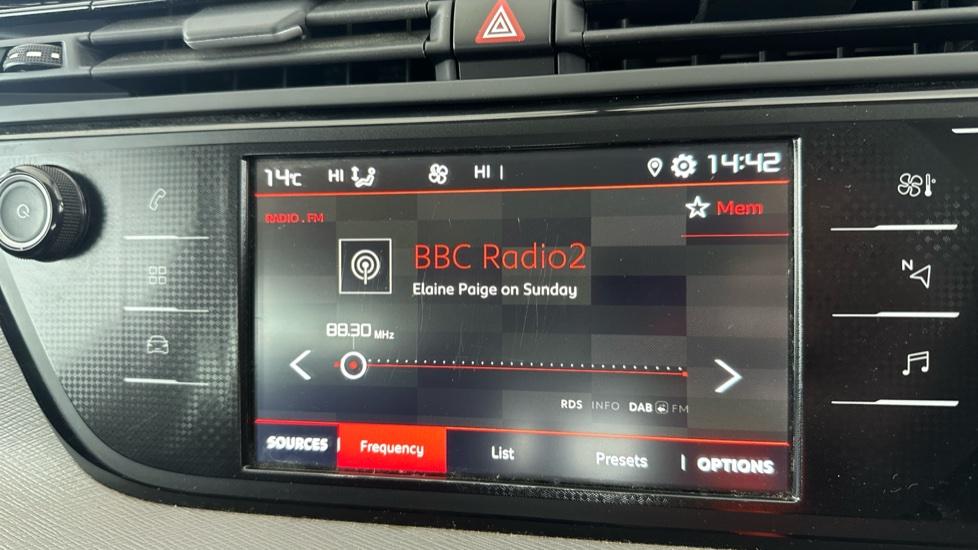 14c HI HI 14:42
RADIO.FM
Mem
BBC Radio2
Elaine Paige on Sunday
88.30 MHz
RDS INFO DAB FM
SOURCES Frequency List Presets OPTIONS
N